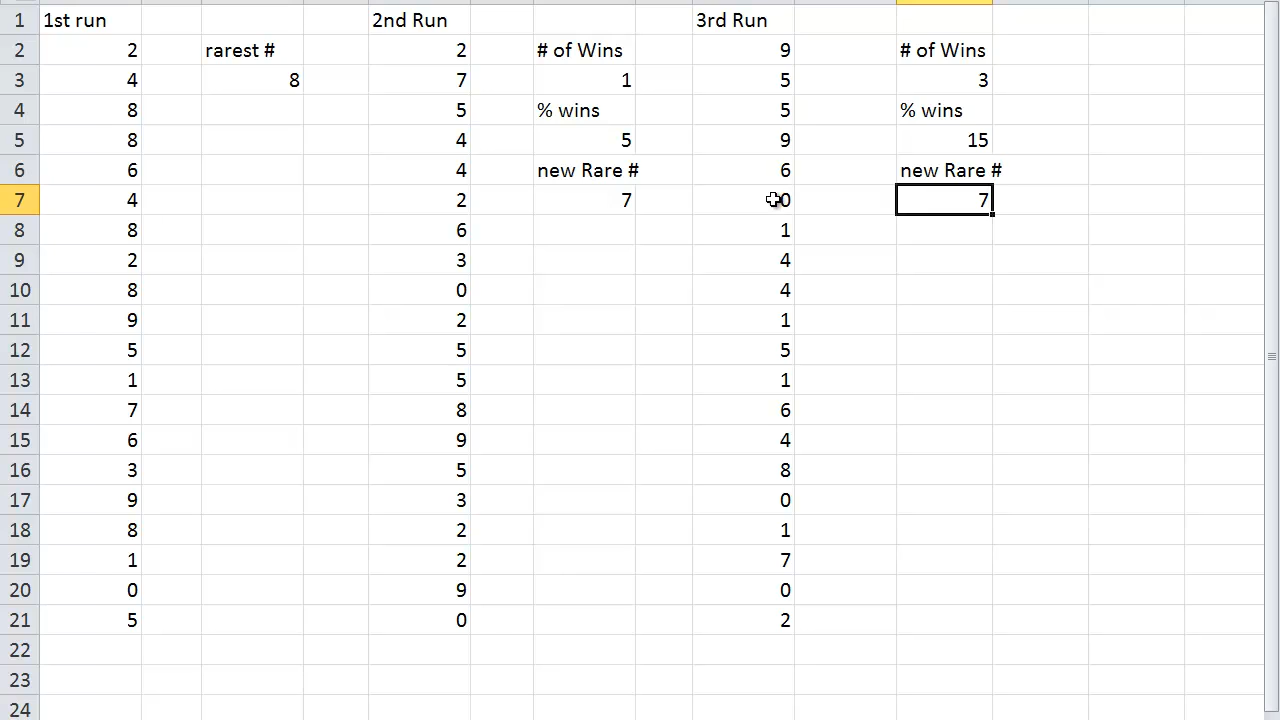 1 1st run 2nd Run 3rd Run
2 2 rarest # 2 # of Wins 9 # of Wins
3 4 8 7 1 5 3
4 8 5 % wins 5 % wins
5 8 4 5 9 15
6 6 4 new Rare # 6 new Rare #
7 4 2 7 0 7
8 8 6 1
9 2 3 4
10 8 0 4
11 9 2 1
12 5 5 5
13 1 5 1
14 7 8 6
15 6 9 4
16 3 5 8
17 9 3 0
18 8 2 1
19 1 2 7
20 0 9 0
21 5 0 2
22
23
24